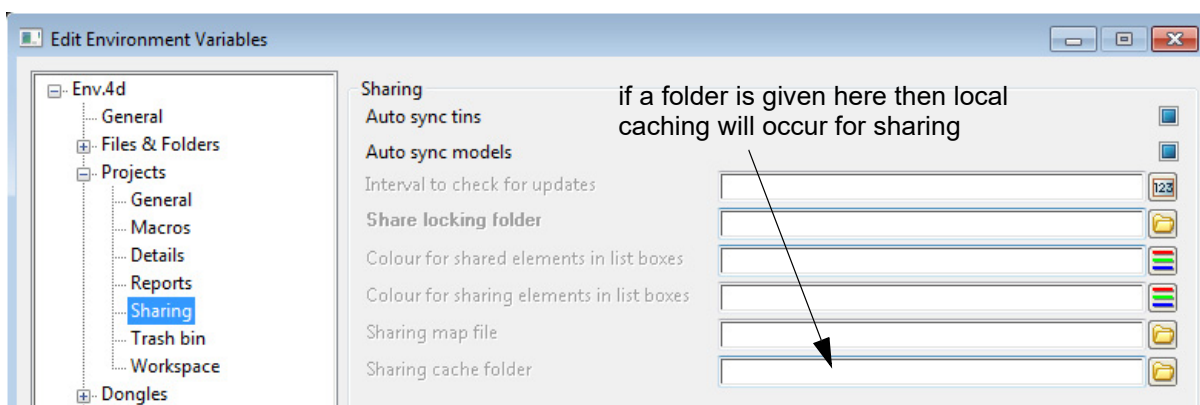 Edit Environment Variables
Env.4d
General
Files & Folders
Projects
General
Macros
Details
Reports
Sharing
Trash bin
Workspace
Dongles
Sharing
if a folder is given here then local
caching will occur for sharing
Auto sync tins
Auto sync models
Interval to check for updates
123
Share locking folder
Colour for shared elements in list boxes
Colour for sharing elements in list boxes
Sharing map file
Sharing cache folder